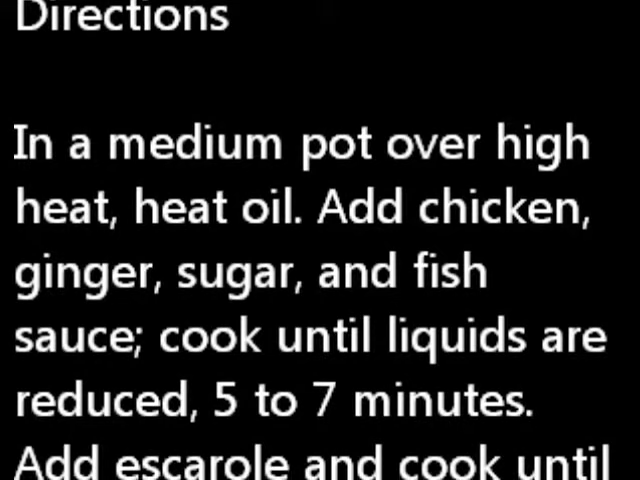 Directions
In a medium pot over high
heat, heat oil. Add chicken,
ginger, sugar, and fish
sauce; cook until liquids are
reduced, 5 to 7 minutes.
Add escarole and cook until